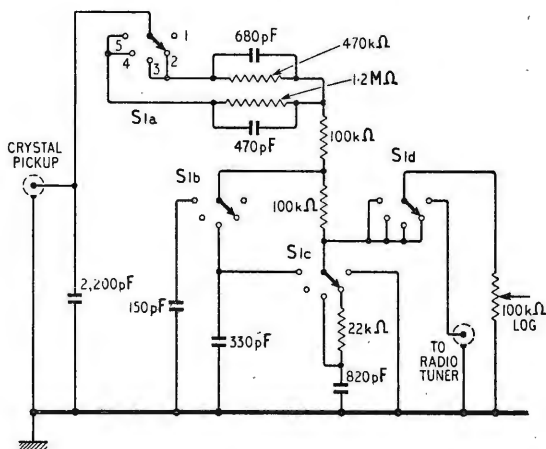 680pF
470kΩ
1·2MΩ
5
4
3
2
1
S1a
470pF
100kΩ
CRYSTAL
PICKUP
S1b
100kΩ
S1d
S1c
2,200pF
150pF
330pF
22kΩ
820pF
TO
RADIO
TUNER
100kΩ
LOG